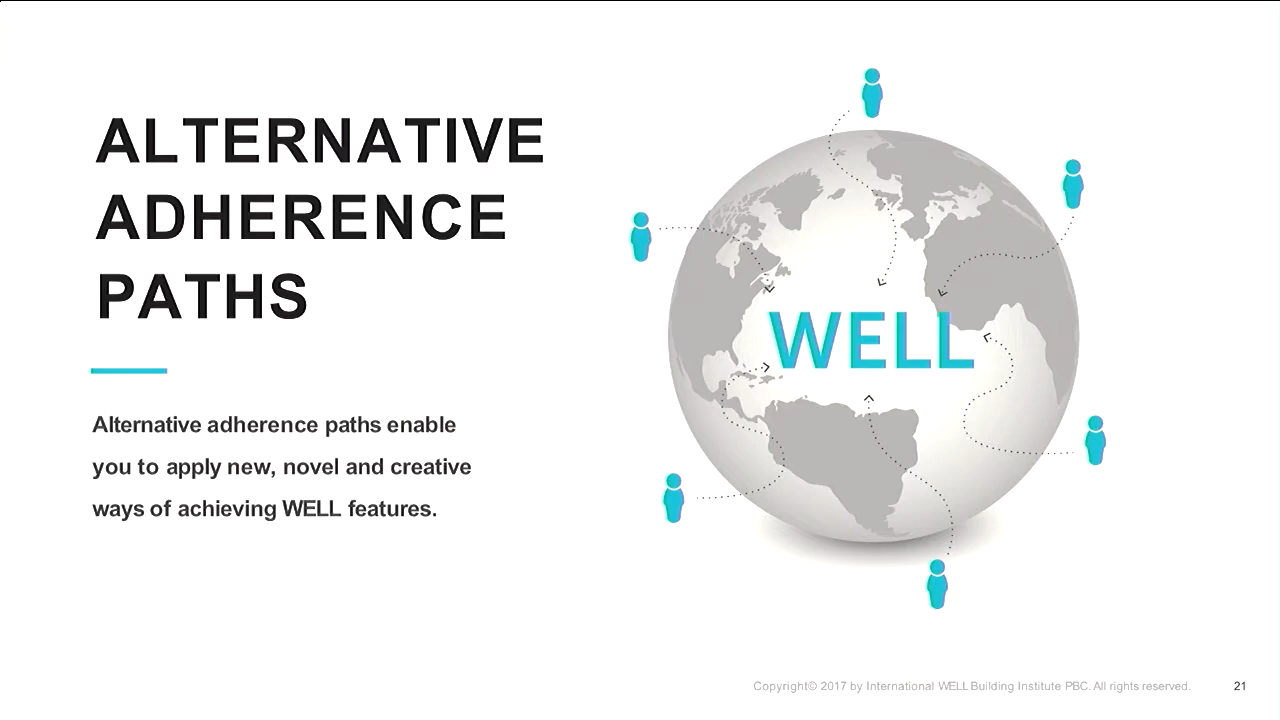 ALTERNATIVE
ADHERENCE
PATHS
Alternative adherence paths enable
you to apply new, novel and creative
ways of achieving WELL features.
WELL
Copyright© 2017 by International WELL Building Institute PBC. All rights reserved.
21